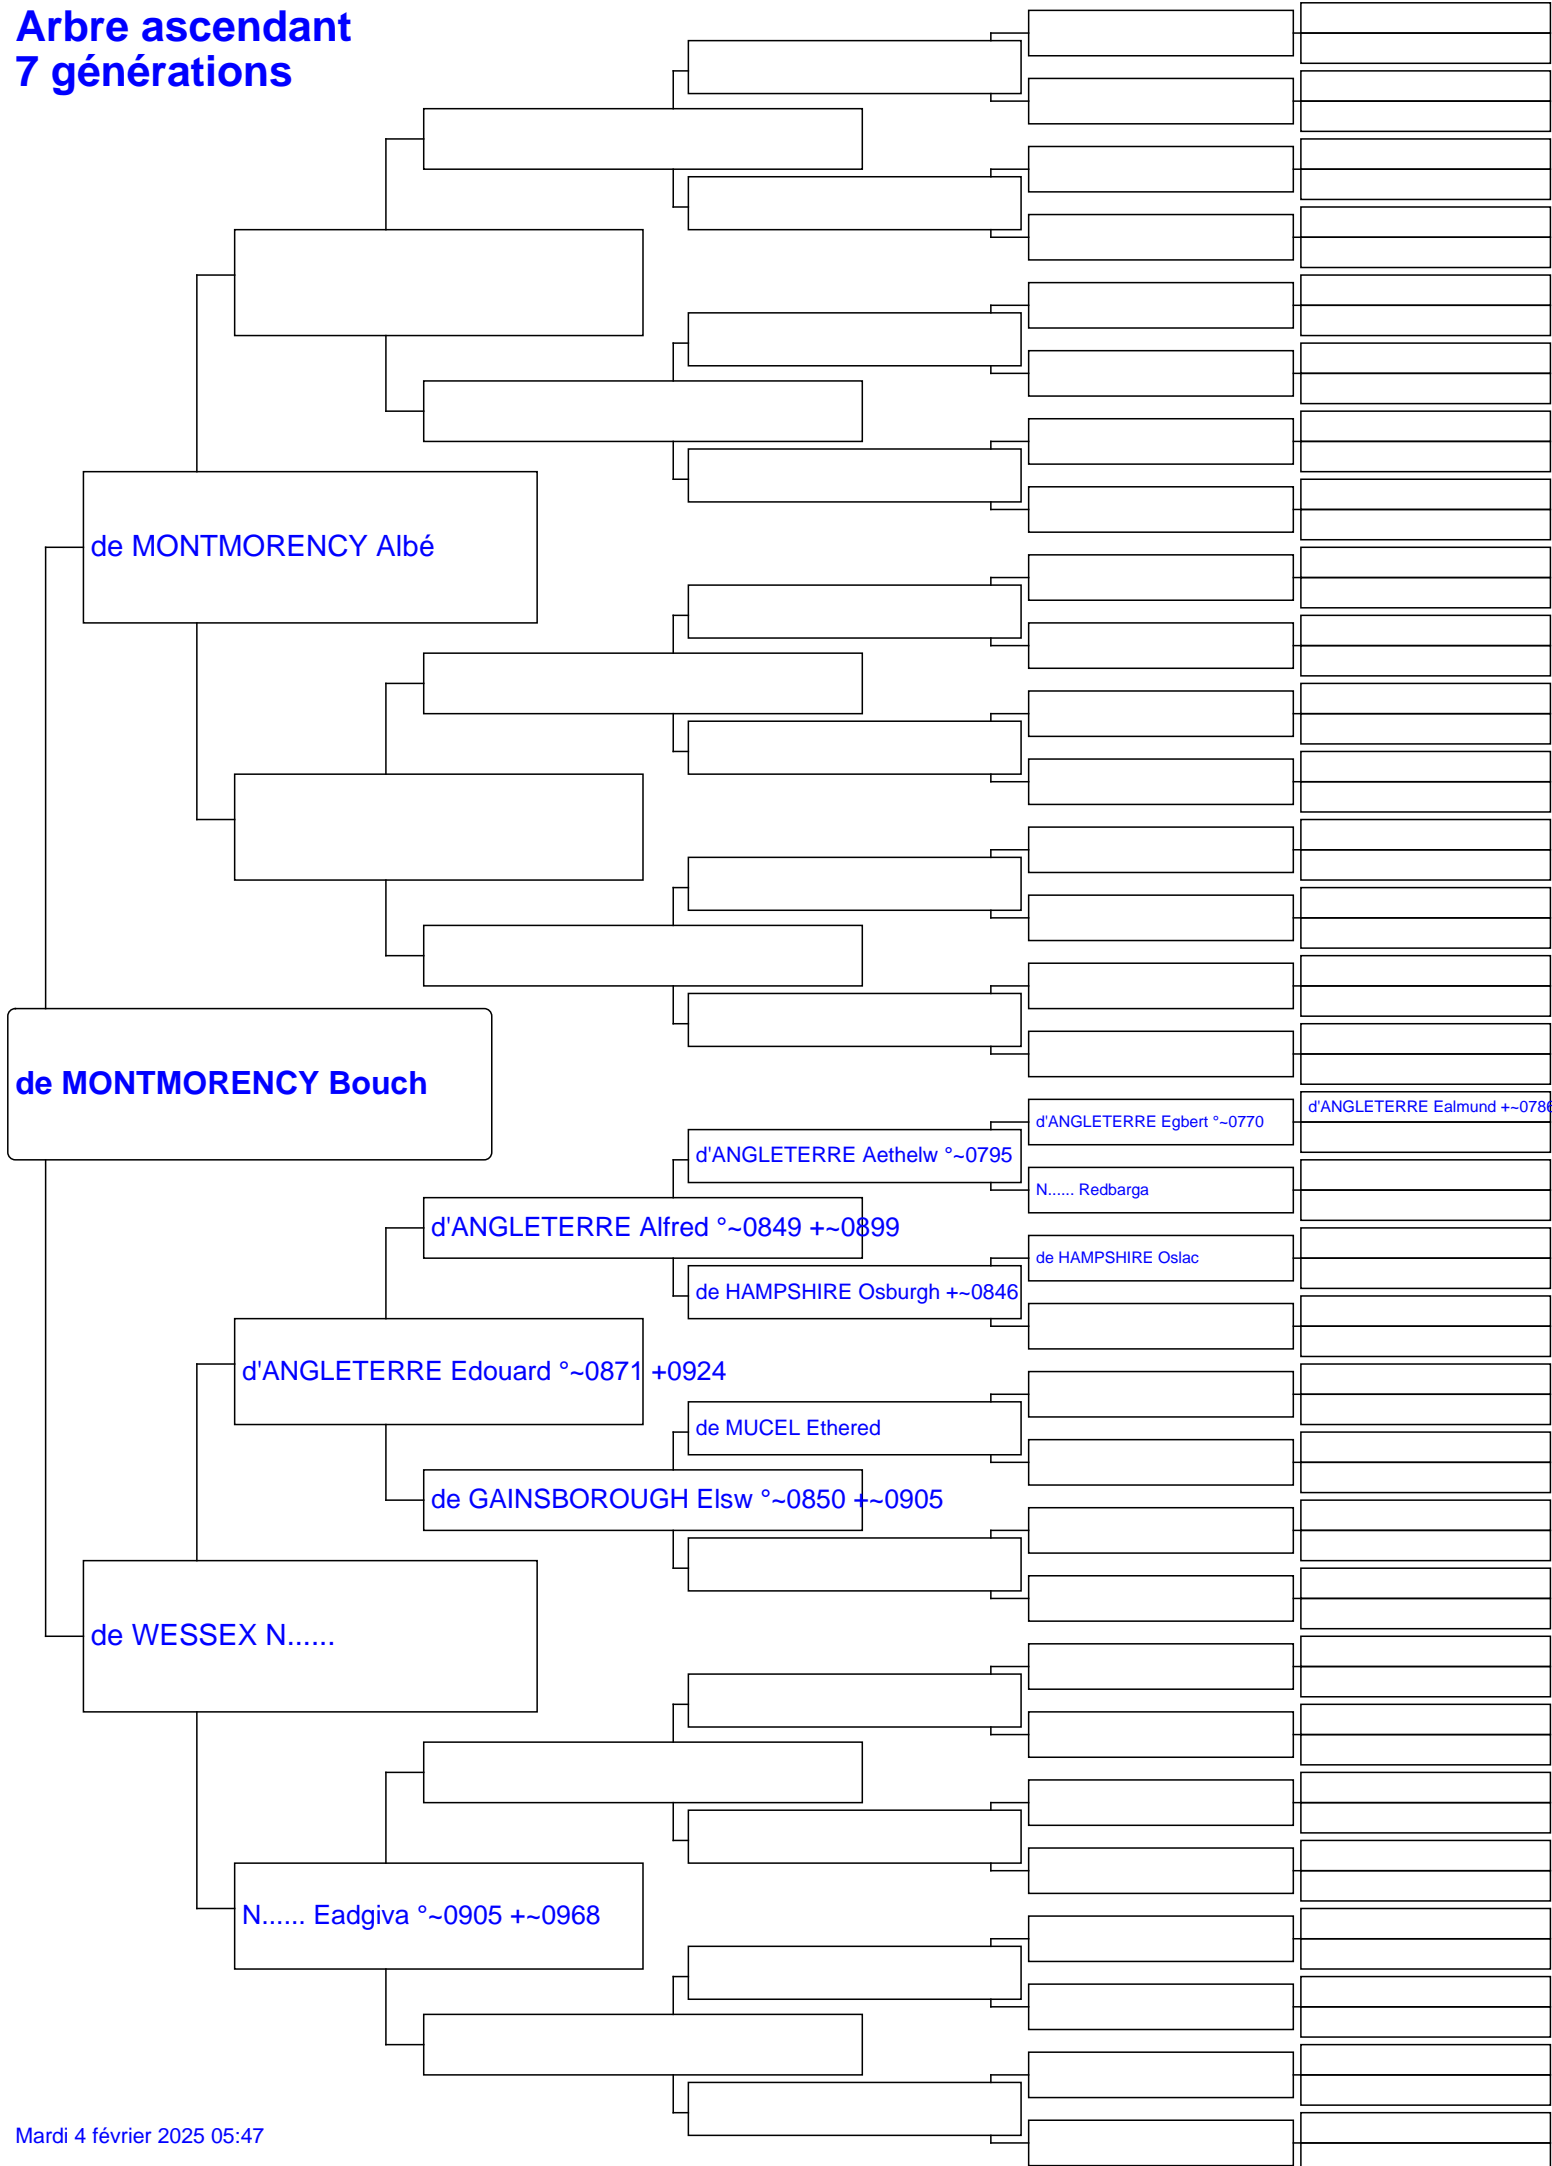 Arbre ascendant
7 générations
de MONTMORENCY Albé
de MONTMORENCY Bouch
d'ANGLETERRE Ealmund +~0786
d'ANGLETERRE Egbert °~0770
d'ANGLETERRE Aethelw °~0795
N...... Redbarga
d'ANGLETERRE Alfred °~0849 +~0899
de HAMPSHIRE Oslac
de HAMPSHIRE Osburgh +~0846
d'ANGLETERRE Edouard °~0871 +0924
de MUCEL Ethered
de GAINSBOROUGH Elsw °~0850 +~0905
de WESSEX N......
N...... Eadgiva °~0905 +~0968
Mardi 4 février 2025 05:47